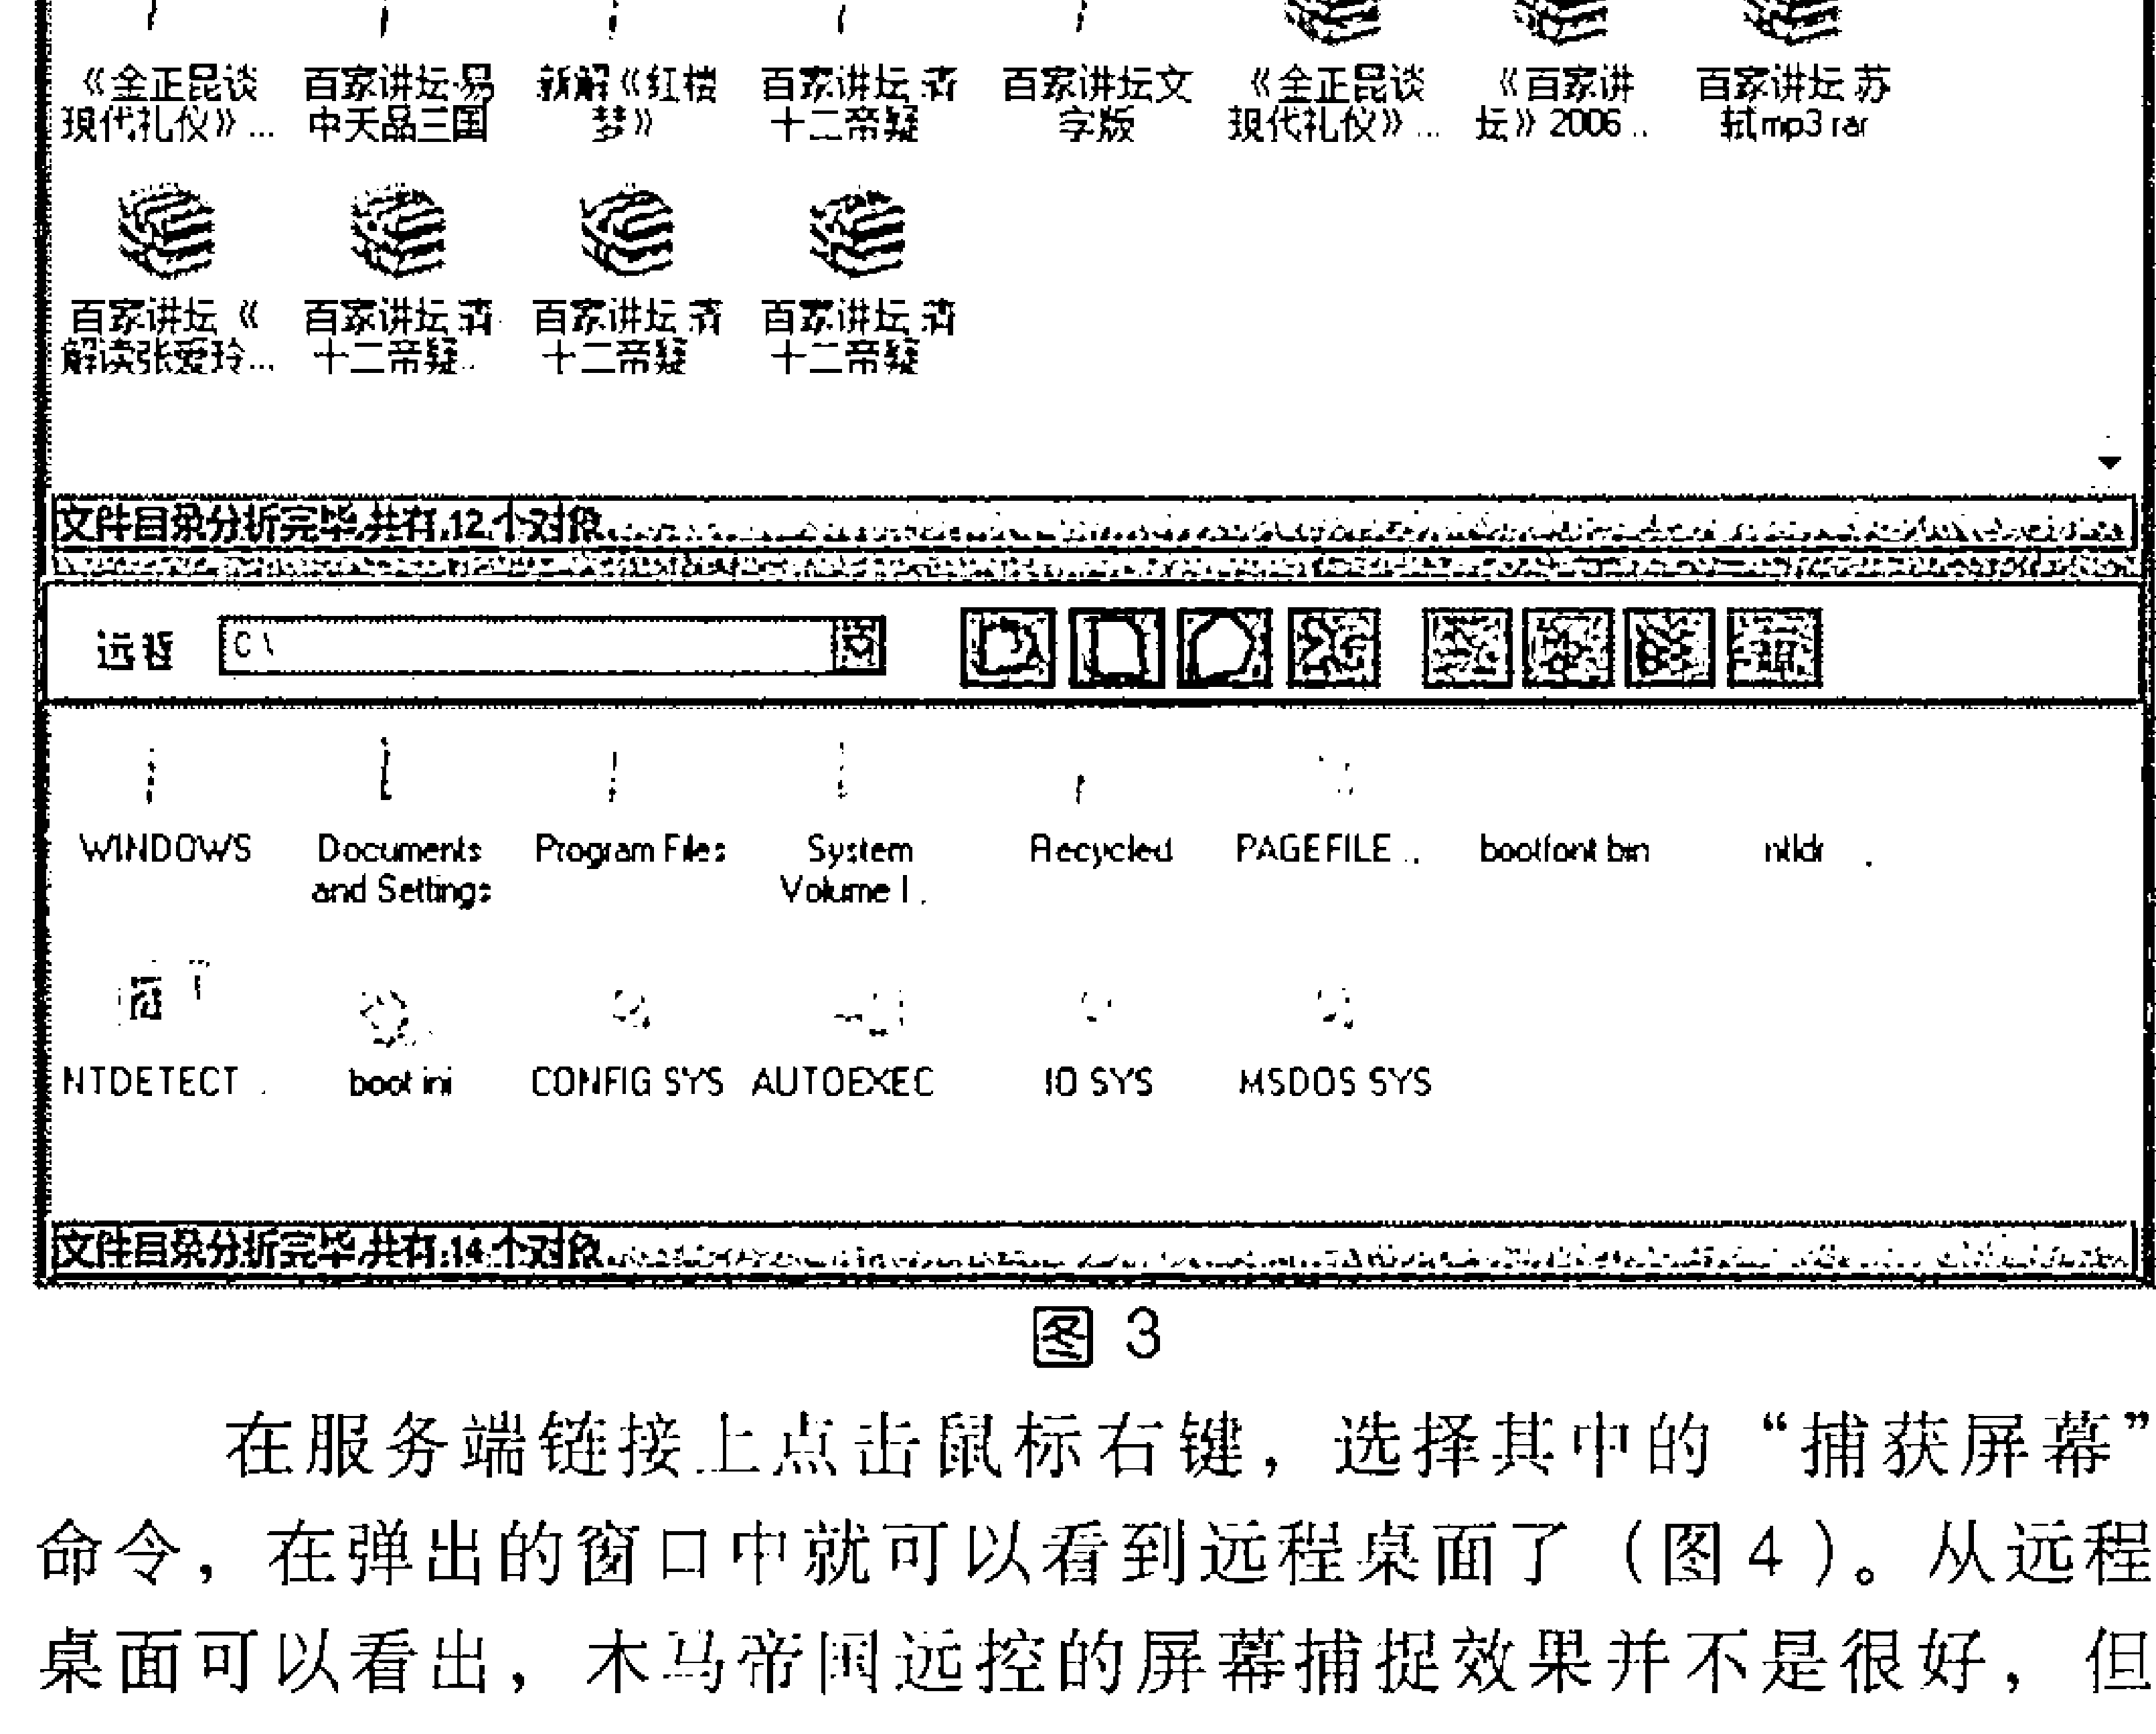 《金正昆谈 百家讲坛 易 新解《红楼 百家讲坛 清 百家讲坛文 《金正昆谈 《百家讲 百家讲坛 苏
现代礼仪》... 中天品三国 梦》 十二帝疑 字版 现代礼仪》... 坛》2006 .. 轼mp3 rar
百家讲坛 《 百家讲坛 清 百家讲坛 清 百家讲坛 清
解读张爱玲... 十二帝疑.. 十二帝疑 十二帝疑
文件目录分析完毕,共有:12 个对象
远程 C \
WINDOWS Documents Program Files System Recycled PAGEFILE .. bootfont bin ntldr
and Settings Volume I .
NTDETECT . boot ini CONFIG SYS AUTOEXEC IO SYS MSDOS SYS
文件目录分析完毕,共有:14 个对象
图 3
在服务端链接上点击鼠标右键，选择其中的“捕获屏幕”
命令，在弹出的窗口中就可以看到远程桌面了（图 4）。从远程
桌面可以看出，木马帝国远控的屏幕捕捉效果并不是很好，但